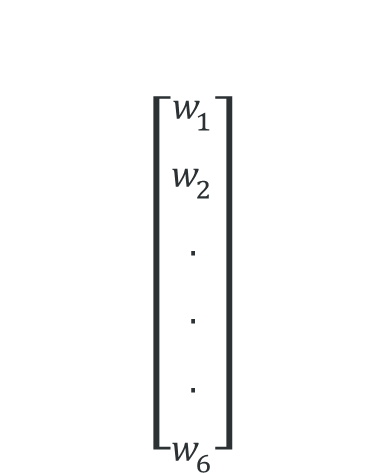 w₁
w₂
.
.
.
w₆